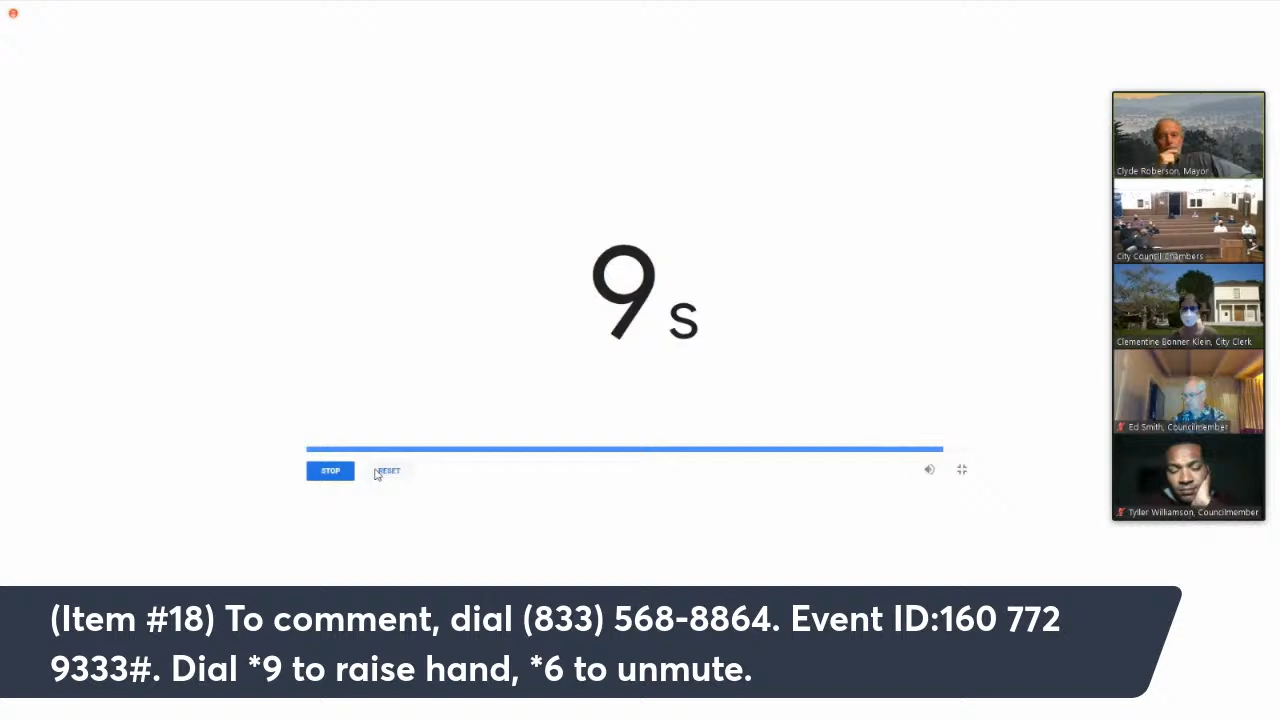 9 s
STOP
RESET
Clyde Roberson, Mayor
City Council Chambers
Clementine Bonner Klein, City Clerk
Ed Smith, Councilmember
Tyller Williamson, Councilmember
(Item #18) To comment, dial (833) 568-8864. Event ID:160 772
9333#. Dial *9 to raise hand, *6 to unmute.